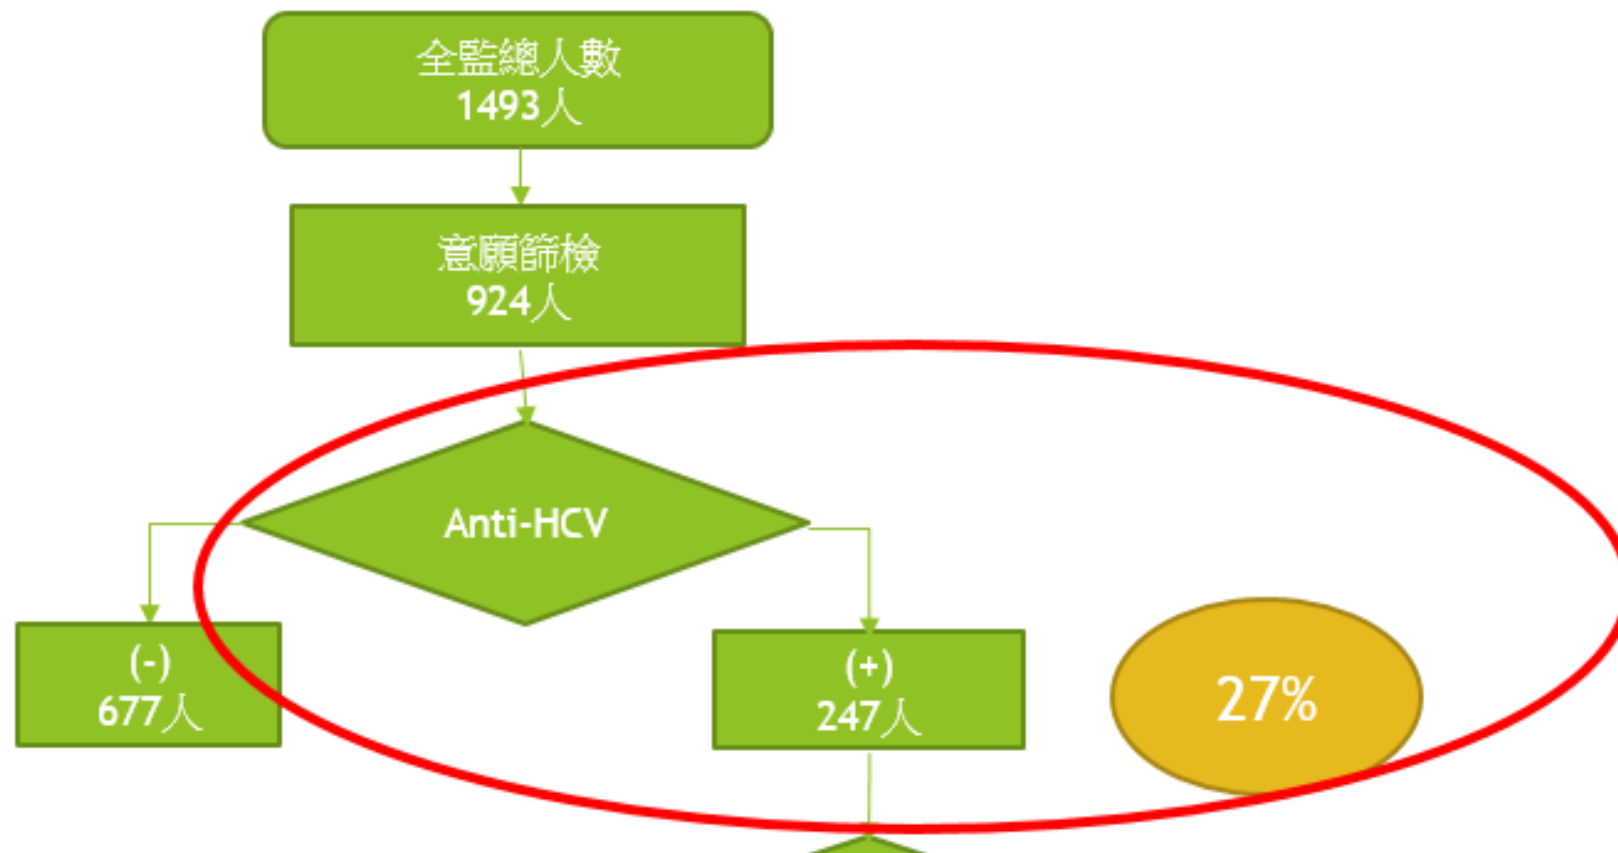 全監總人數
1493人
意願篩檢
924人
Anti-HCV
(-)
677人
(+)
247人
27%